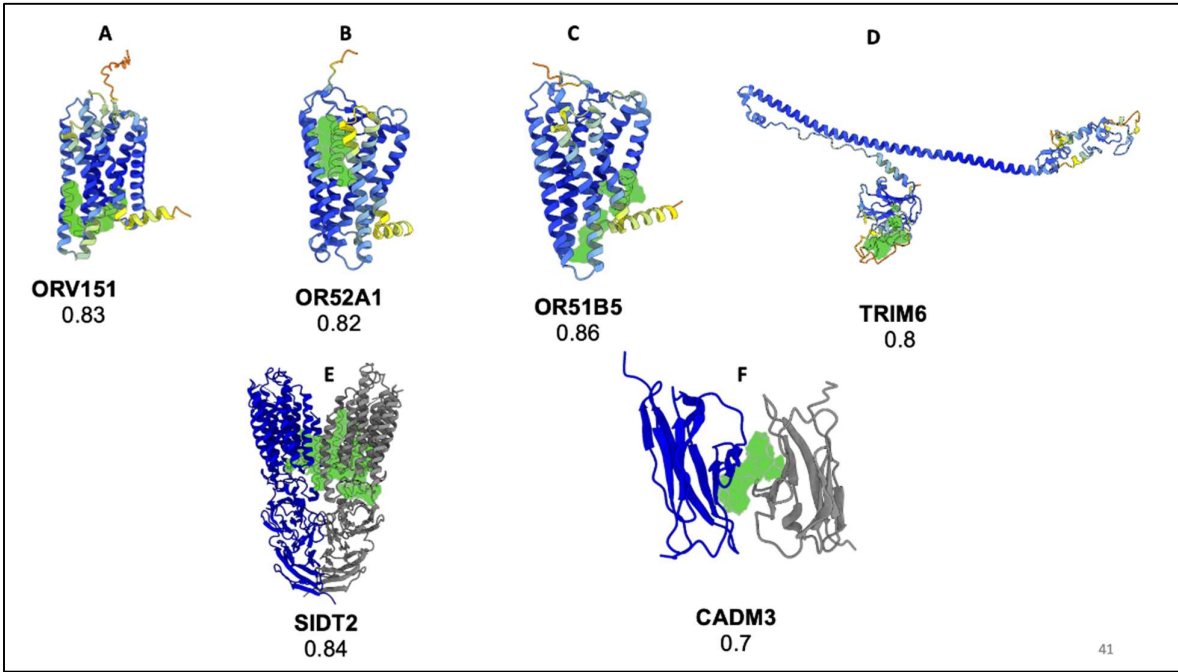 A
B
C
D
ORV151
0.83
OR52A1
0.82
OR51B5
0.86
TRIM6
0.8
E
F
SIDT2
0.84
CADM3
0.7
41